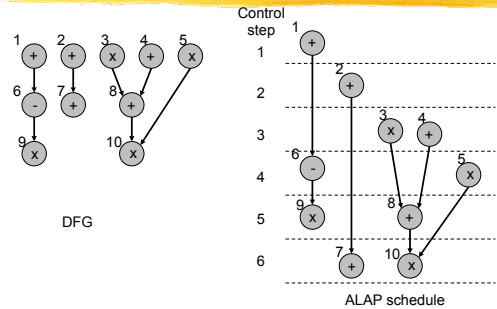 Control
step
1 2 3 4 5
+ + x + x
6 7 8
- + +
9 10
x x
DFG
1 1 +
2 2 +
3 3 x 4 +
4 6 - 5 x
5 9 x 8 +
6 7 + 10 x
ALAP schedule